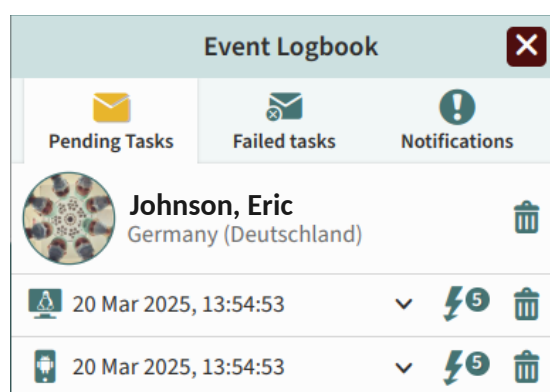 Event Logbook
Pending Tasks
Failed tasks
Notifications
Johnson, Eric
Germany (Deutschland)
20 Mar 2025, 13:54:53
5
20 Mar 2025, 13:54:53
5